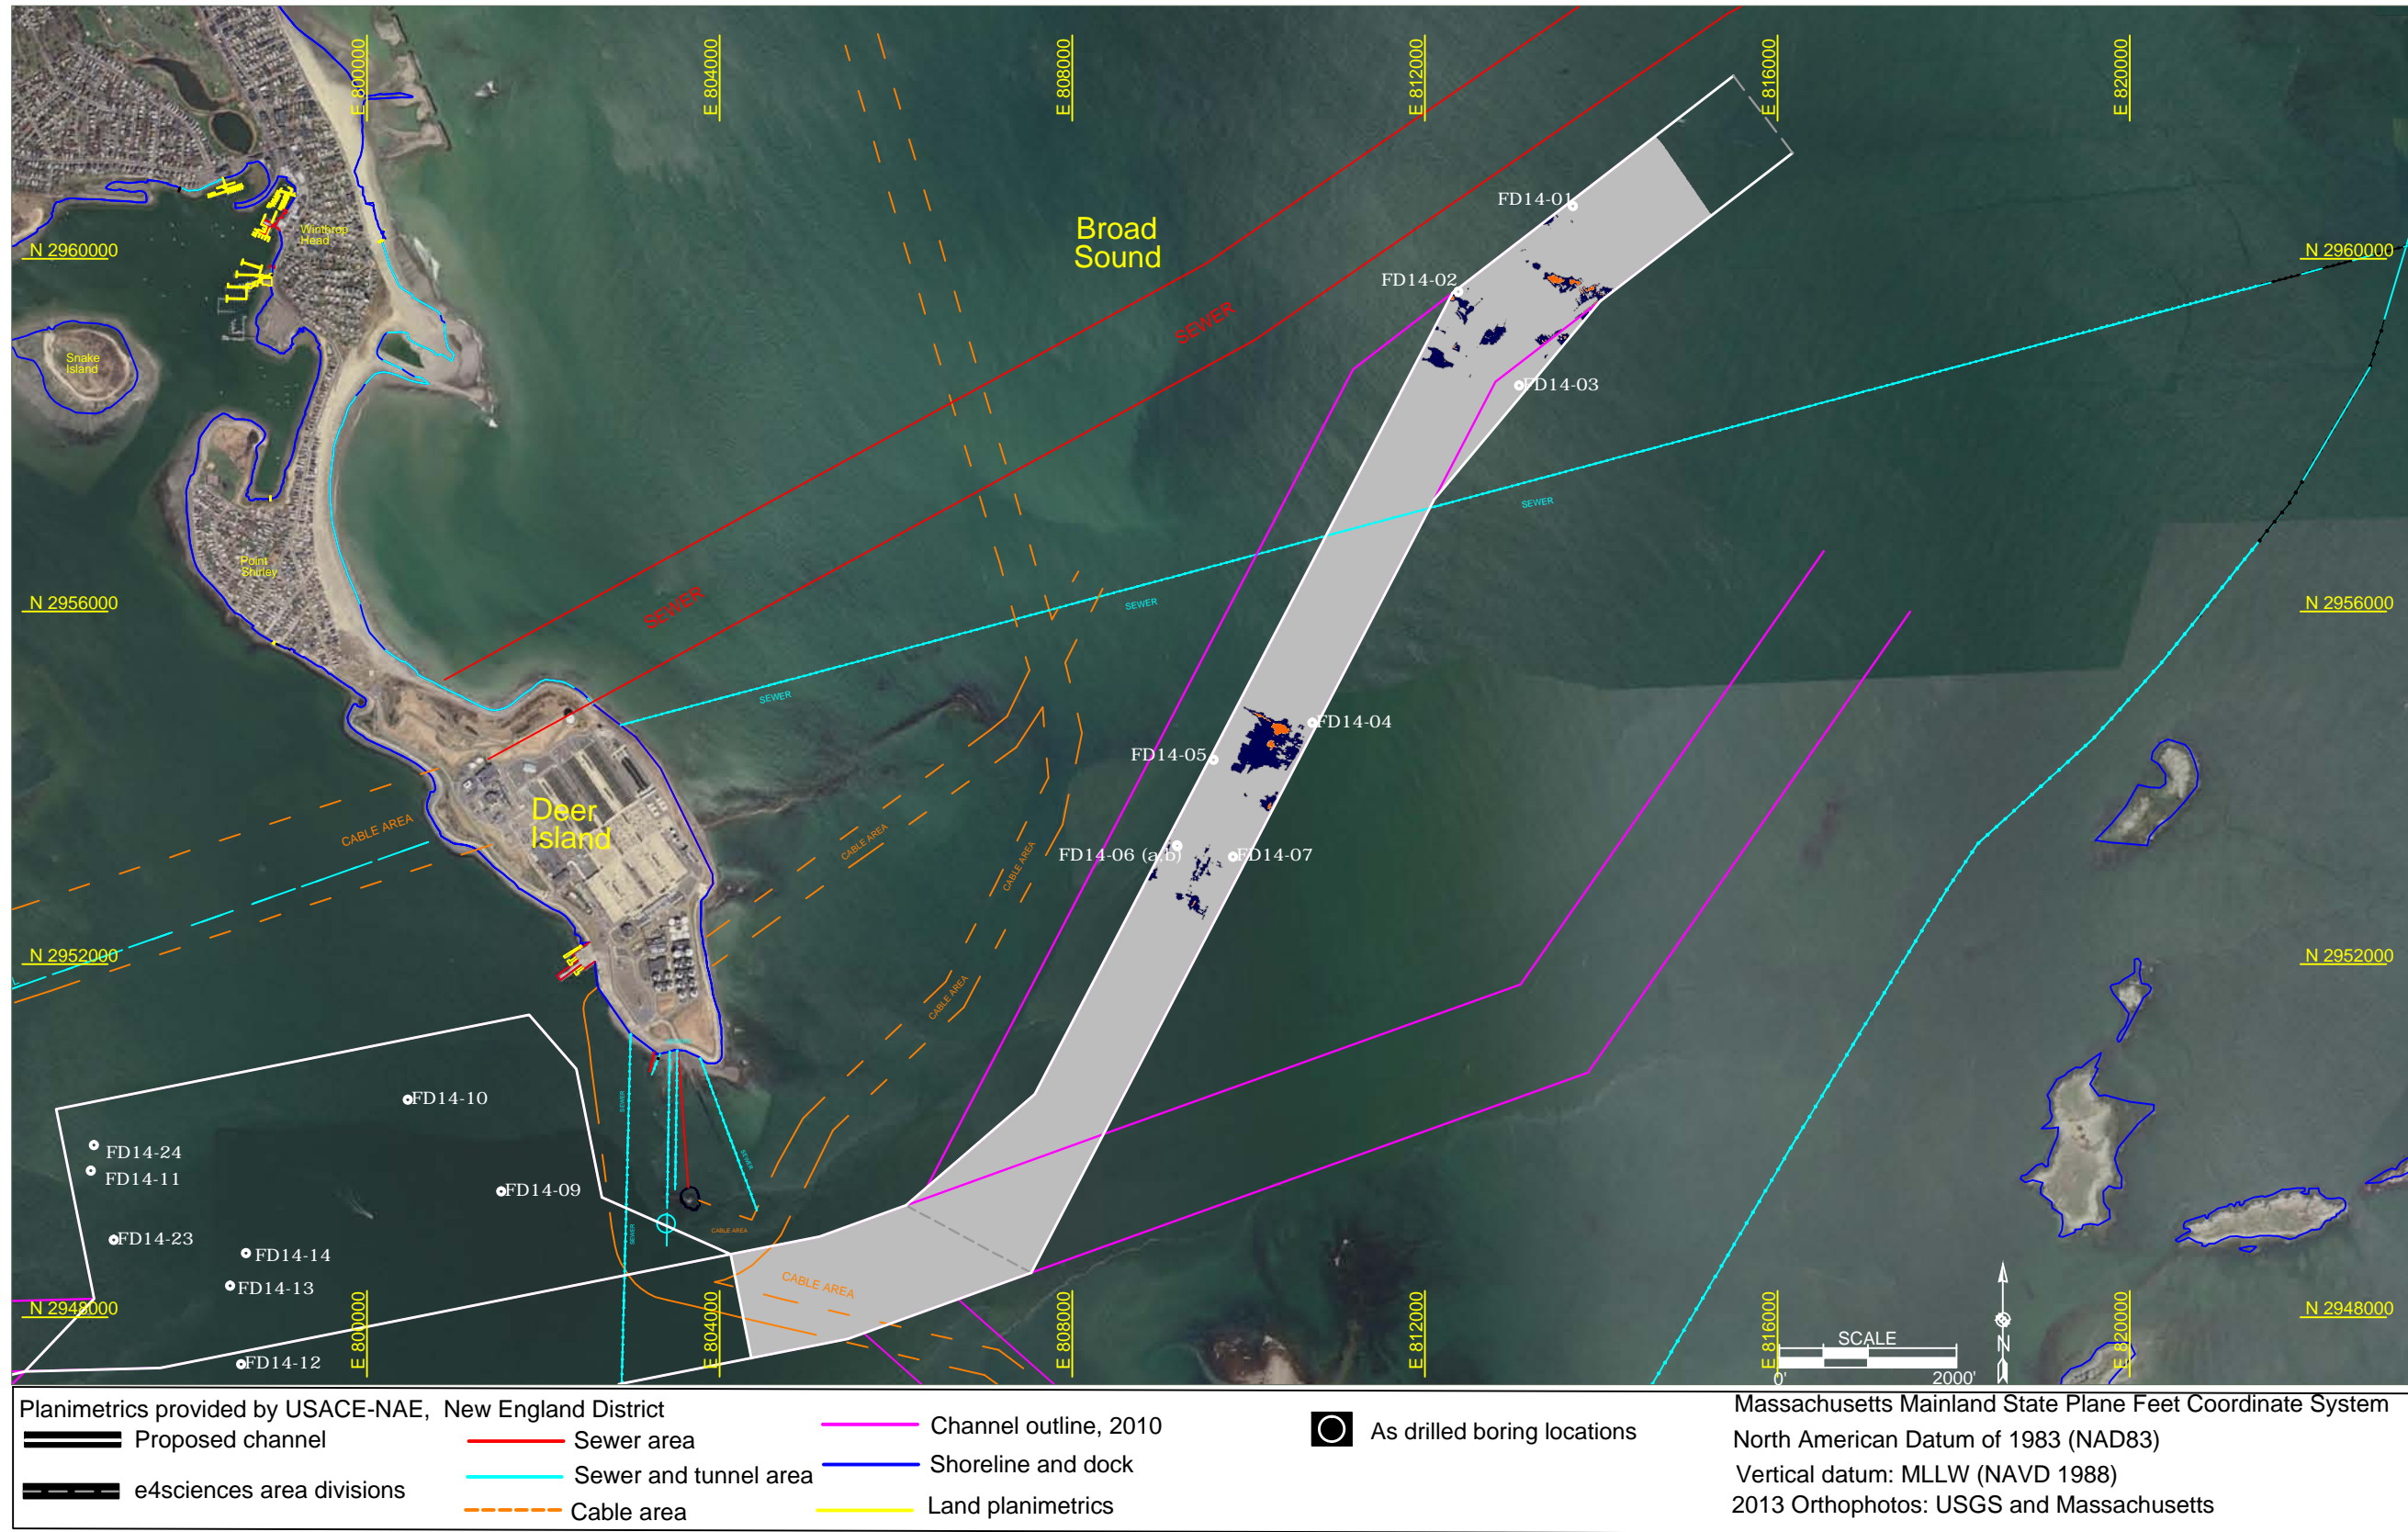 E 800000
E 804000
E 808000
E 812000
E 816000
E 820000
FD14-01
Winthrop
Head
Broad
Sound
N 2960000
N 2960000
FD14-02
SEWER
Snake
Island
FD14-03
SEWER
Point
Shirley
SEWER
SEWER
N 2956000
N 2956000
SEWER
FD14-04
FD14-05
Deer
Island
CABLE AREA
CABLE AREA
CABLE AREA
FD14-06 (a,b)
FD14-07
N 2952000
N 2952000
CABLE AREA
FD14-10
SEWER
FD14-24
SEWER
FD14-11
FD14-09
SEWER
CABLE AREA
FD14-23
FD14-14
CABLE AREA
FD14-13
N 2948000
N 2948000
FD14-12
E 800000
E 804000
E 808000
E 812000
E 816000
E 820000
SCALE
0'
2000'
N
Planimetrics provided by USACE-NAE, New England District
Proposed channel
e4sciences area divisions
Sewer area
Sewer and tunnel area
Cable area
Channel outline, 2010
Shoreline and dock
Land planimetrics
As drilled boring locations
Massachusetts Mainland State Plane Feet Coordinate System
North American Datum of 1983 (NAD83)
Vertical datum: MLLW (NAVD 1988)
2013 Orthophotos: USGS and Massachusetts